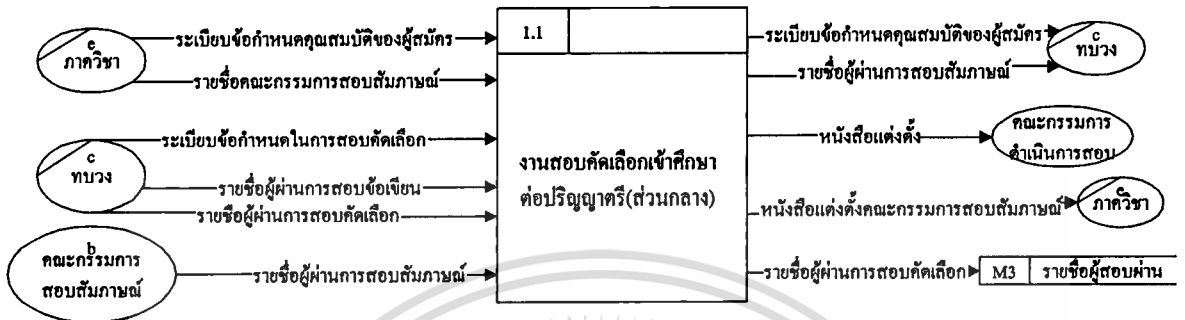 e
ภาควิชา
ระเบียบข้อกำหนดคุณสมบัติของผู้สมัคร
รายชื่อคณะกรรมการสอบสัมภาษณ์
c
ทบวง
ระเบียบข้อกำหนดในการสอบคัดเลือก
รายชื่อผู้ผ่านการสอบข้อเขียน
รายชื่อผู้ผ่านการสอบคัดเลือก
b
คณะกรรมการ
สอบสัมภาษณ์
รายชื่อผู้ผ่านการสอบสัมภาษณ์
1.1
งานสอบคัดเลือกเข้าศึกษา
ต่อปริญญาตรี(ส่วนกลาง)
ระเบียบข้อกำหนดคุณสมบัติของผู้สมัคร
รายชื่อผู้ผ่านการสอบสัมภาษณ์
c
ทบวง
หนังสือแต่งตั้ง
คณะกรรมการ
ดำเนินการสอบ
หนังสือแต่งตั้งคณะกรรมการสอบสัมภาษณ์
e
ภาควิชา
รายชื่อผู้ผ่านการสอบคัดเลือก
M3 รายชื่อผู้สอบผ่าน